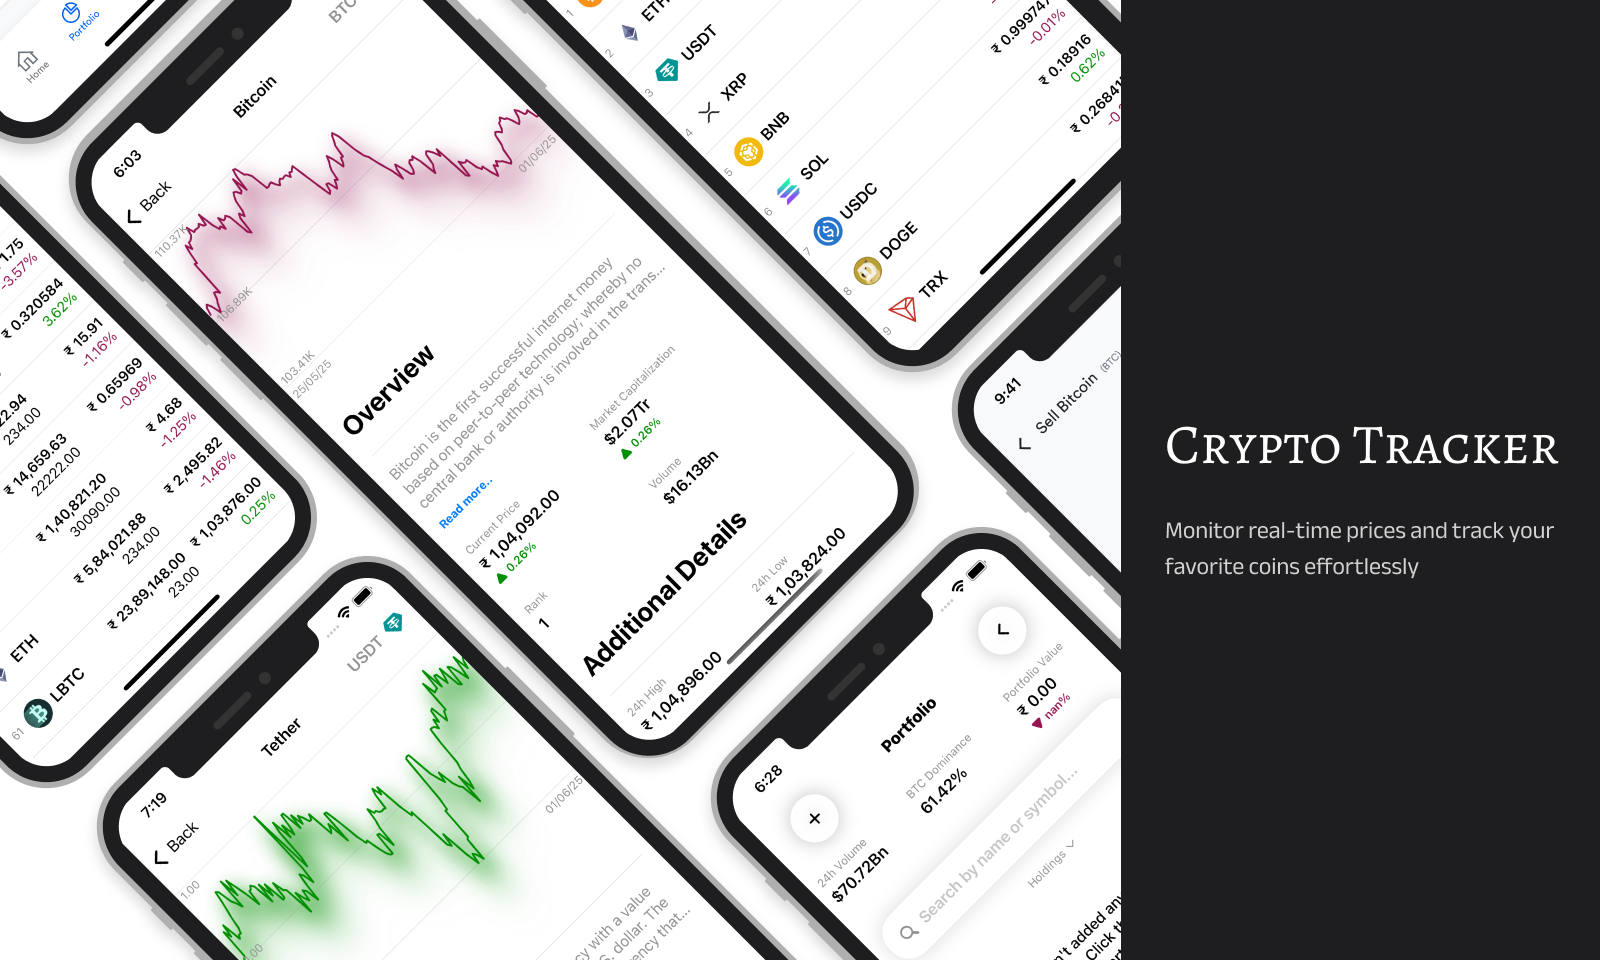 Portfolio
Home
1.75
-3.57%
₹ 0.320584
3.62%
₹ 15.91
-1.16%
₹ 0.65969
-0.98%
234.00
₹ 4.68
-1.25%
₹ 14,659.63
22222.00
₹ 2,495.82
-1.46%
₹ 1,40,821.20
30090.00
₹ 1,03,876.00
0.25%
₹ 5,84,021.88
234.00
₹ 23,89,148.00
23.00
ETH
61
LBTC
6:03
Back
Bitcoin
BTC
110.37K
106.89K
103.41K
25/05/25
01/06/25
Overview
Bitcoin is the first successful internet money
based on peer-to-peer technology; whereby no
central bank or authority is involved in the trans...
Read more..
Current Price
₹ 1,04,092.00
0.26%
Market Capitalization
$2.07Tr
0.26%
Rank
1
Volume
$16.13Bn
Additional Details
24h High
₹ 1,04,896.00
24h Low
₹ 1,03,824.00
1
2
ETH
3
USDT
4
XRP
5
BNB
6
SOL
7
USDC
8
DOGE
9
TRX
-0.01%
₹ 0.18916
0.62%
9:41
Sell Bitcoin (BTC)
7:19
Back
Tether
USDT
1.00
01/06/25
cy with a value
S. dollar. The
rency that...
6:28
Portfolio
Portfolio Value
₹ 0.00
nan%
BTC Dominance
61.42%
24h Volume
$70.72Bn
Search by name or symbol...
Holdings
Crypto Tracker
Monitor real-time prices and track your
favorite coins effortlessly